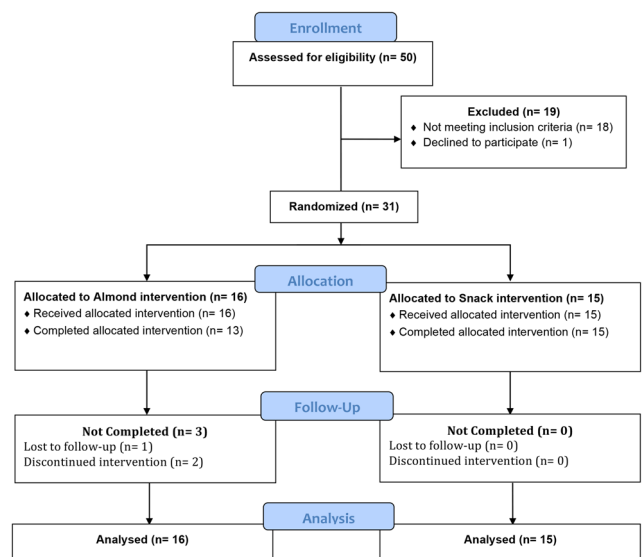 Enrollment
Assessed for eligibility (n= 50)
Excluded (n= 19)
♦ Not meeting inclusion criteria (n= 18)
♦ Declined to participate (n= 1)
Randomized (n= 31)
Allocation
Allocated to Almond intervention (n= 16)
♦ Received allocated intervention (n= 16)
♦ Completed allocated intervention (n= 13)
Allocated to Snack intervention (n= 15)
♦ Received allocated intervention (n= 15)
♦ Completed allocated intervention (n= 15)
Follow-Up
Not Completed (n= 3)
Lost to follow-up (n= 1)
Discontinued intervention (n= 2)
Not Completed (n= 0)
Lost to follow-up (n= 0)
Discontinued intervention (n= 0)
Analysis
Analysed (n= 16)
Analysed (n= 15)